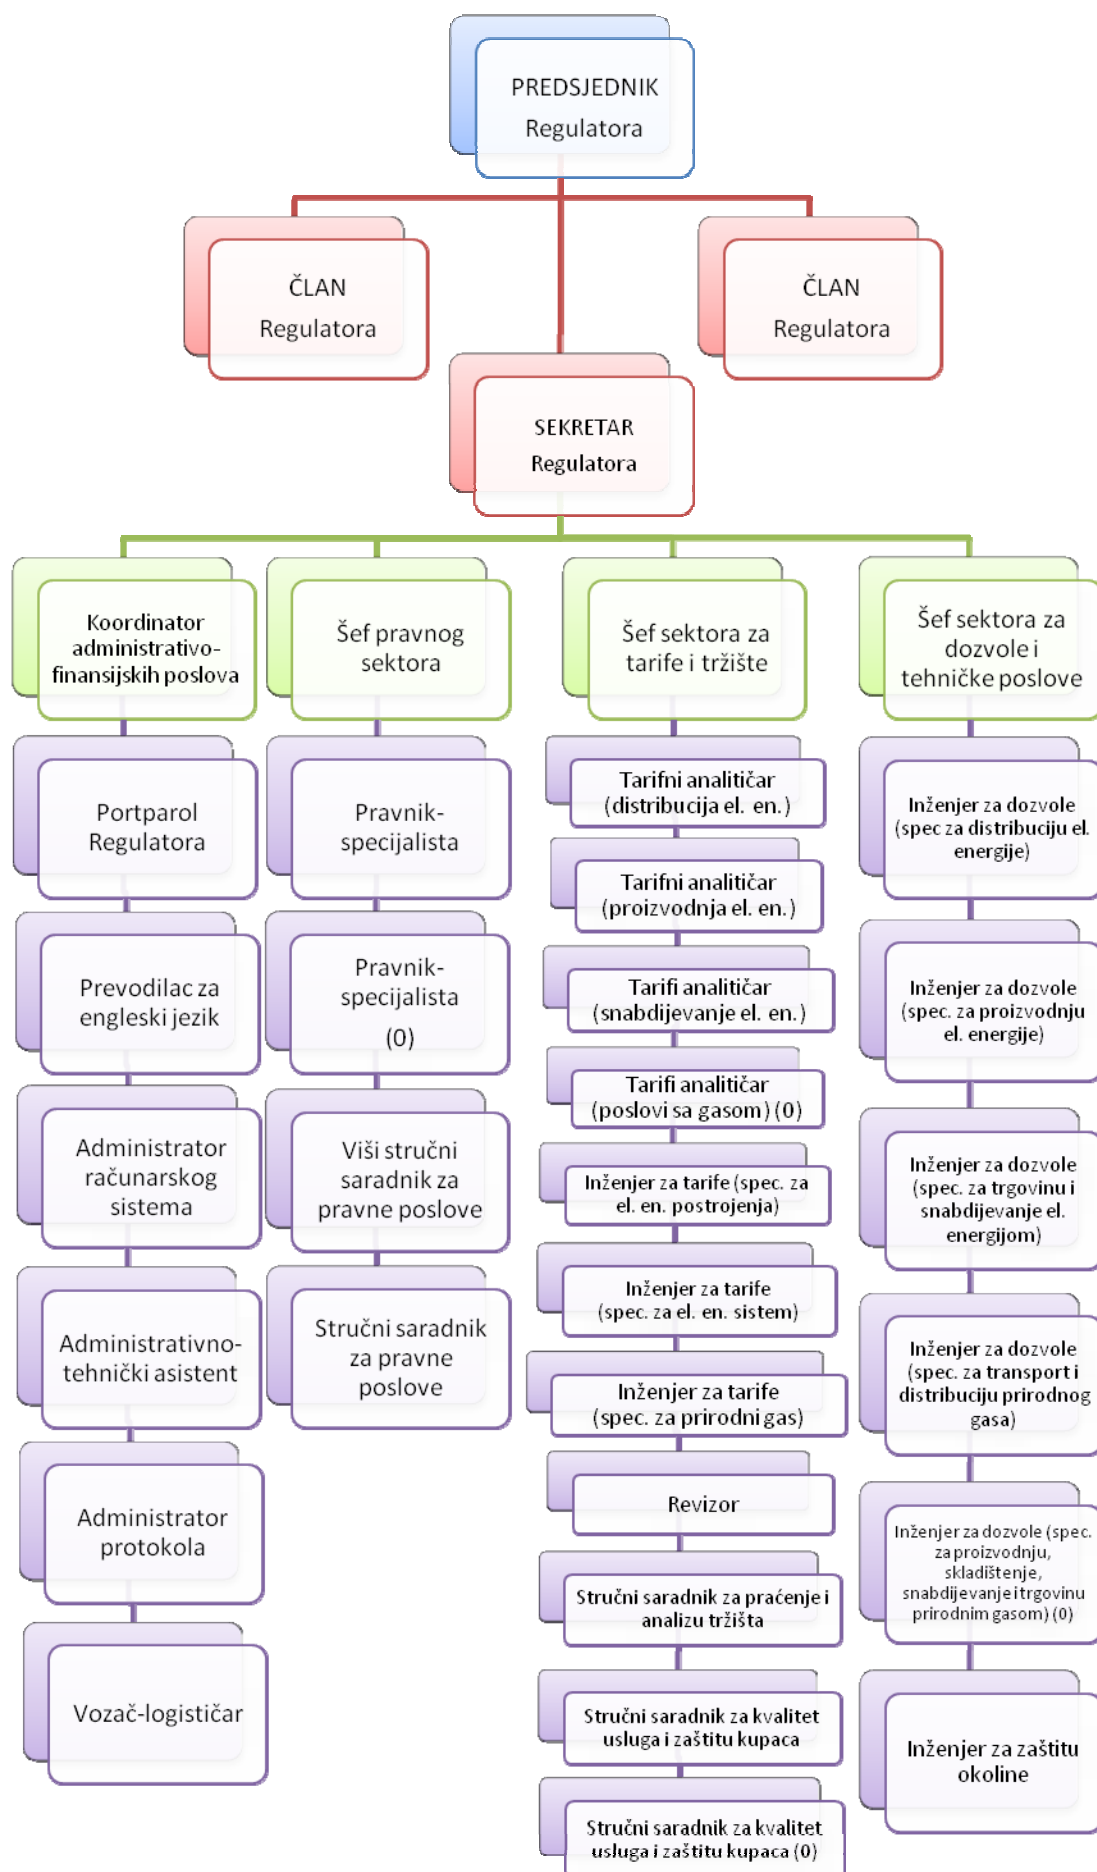 PREDSJEDNIK
Regulatora
ČLAN
Regulatora
ČLAN
Regulatora
SEKRETAR
Regulatora
Koordinator
administrativo-
finansijskih poslova
Portparol
Regulatora
Prevodilac za
engleski jezik
Administrator
računarskog
sistema
Administrativno-
tehnički asistent
Administrator
protokola
Vozač-logističar
Šef pravnog
sektora
Pravnik-
specijalista
Pravnik-
specijalista
(0)
Viši stručni
saradnik za
pravne poslove
Stručni saradnik
za pravne
poslove
Šef sektora za
tarife i tržište
Tarifni analitičar
(distribucija el. en.)
Tarifni analitičar
(proizvodnja el. en.)
Tarifi analitičar
(snabdijevanje el. en.)
Tarifi analitičar
(poslovi sa gasom) (0)
Inženjer za tarife (spec. za
el. en. postrojenja)
Inženjer za tarife
(spec. za el. en. sistem)
Inženjer za tarife
(spec. za prirodni gas)
Revizor
Stručni saradnik za praćenje i
analizu tržišta
Stručni saradnik za kvalitet
usluga i zaštitu kupaca
Stručni saradnik za kvalitet
usluga i zaštitu kupaca (0)
Šef sektora za
dozvole i
tehničke poslove
Inženjer za dozvole
(spec za distribuciju el.
energije)
Inženjer za dozvole
(spec. za proizvodnju
el. energije)
Inženjer za dozvole
(spec. za trgovinu i
snabdijevanje el.
energijom)
Inženjer za dozvole
(spec. za transport i
distribuciju prirodnog
gasa)
Inženjer za dozvole (spec.
za proizvodnju,
skladištenje,
snabdijevanje i trgovinu
prirodnim gasom) (0)
Inženjer za zaštitu
okoline